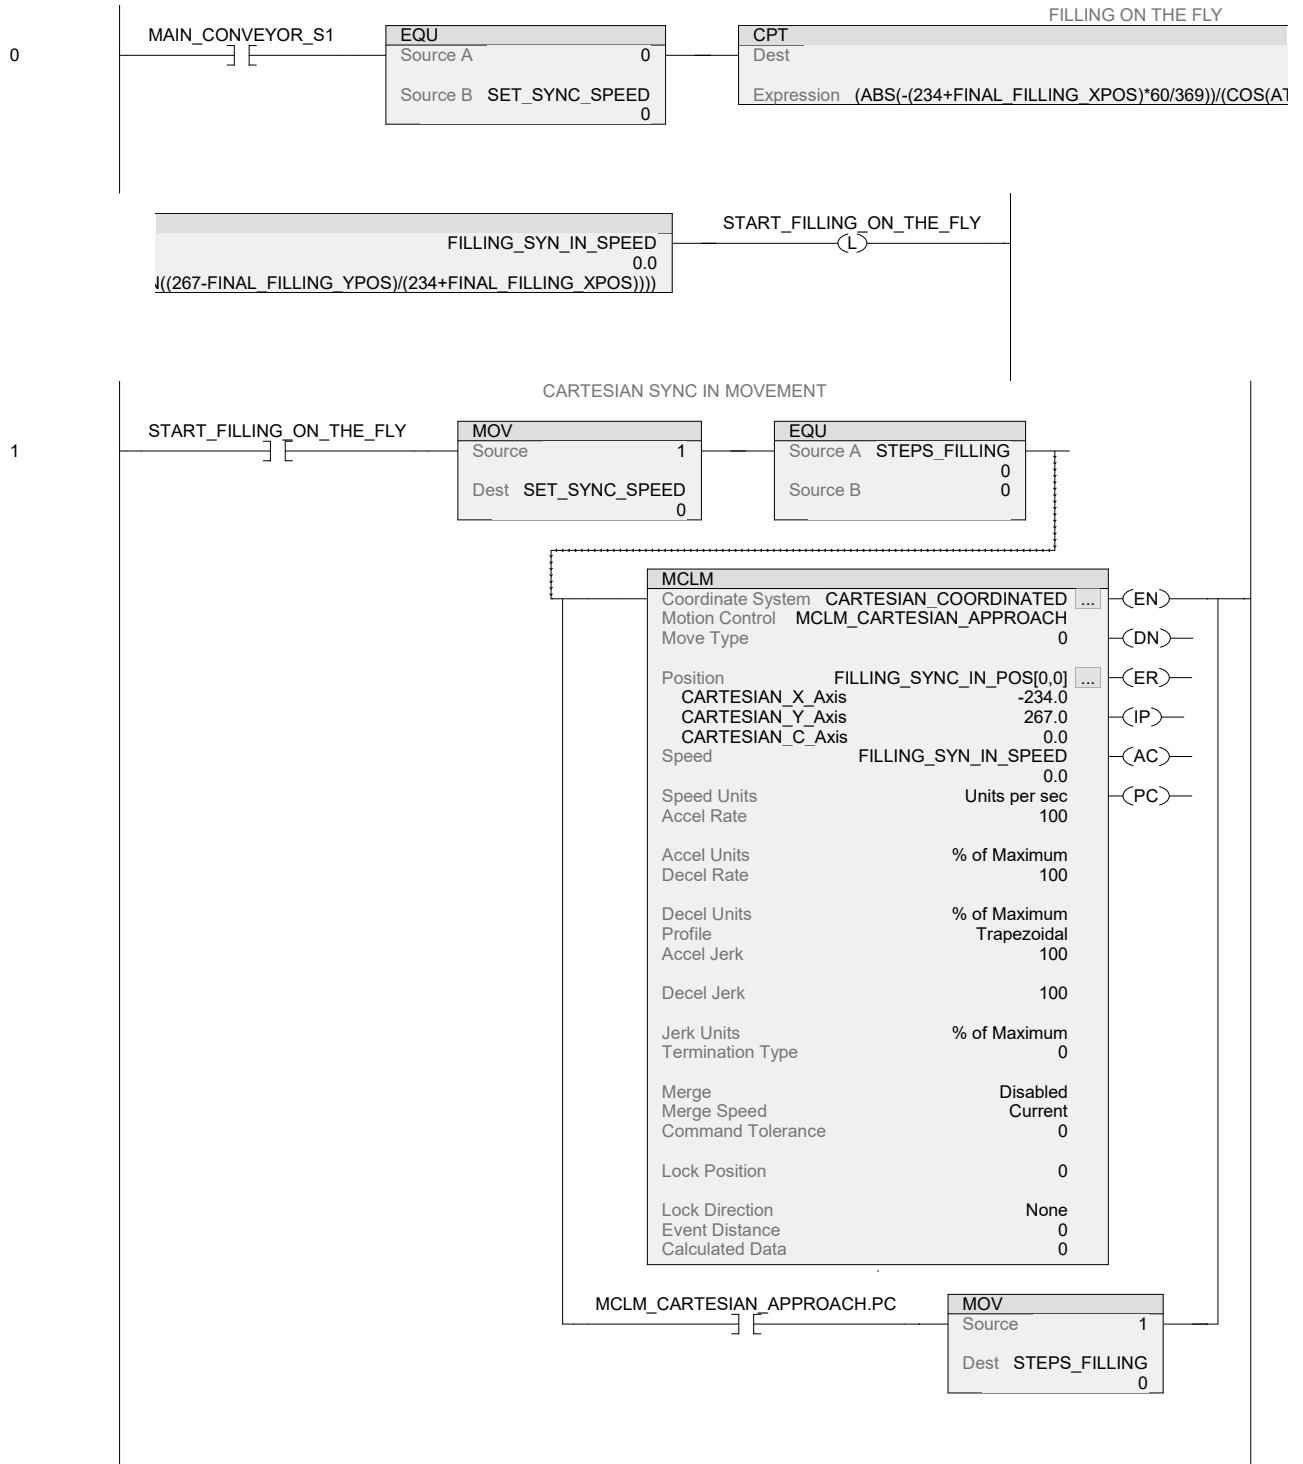 FILLING ON THE FLY
0
MAIN_CONVEYOR_S1
EQU
Source A 0
Source B SET_SYNC_SPEED
0
CPT
Dest
Expression (ABS(-(234+FINAL_FILLING_XPOS)*60/369))/(COS(AT
FILLING_SYN_IN_SPEED
0.0
N((267-FINAL_FILLING_YPOS)/(234+FINAL_FILLING_XPOS))))
START_FILLING_ON_THE_FLY
L
CARTESIAN SYNC IN MOVEMENT
1
START_FILLING_ON_THE_FLY
MOV
Source 1
Dest SET_SYNC_SPEED
0
EQU
Source A STEPS_FILLING
0
Source B 0
MCLM
Coordinate System CARTESIAN_COORDINATED ... EN
Motion Control MCLM_CARTESIAN_APPROACH
Move Type 0 DN
Position FILLING_SYNC_IN_POS[0,0] ... ER
CARTESIAN_X_Axis -234.0
CARTESIAN_Y_Axis 267.0 IP
CARTESIAN_C_Axis 0.0
Speed FILLING_SYN_IN_SPEED AC
0.0
Speed Units Units per sec PC
Accel Rate 100
Accel Units % of Maximum
Decel Rate 100
Decel Units % of Maximum
Profile Trapezoidal
Accel Jerk 100
Decel Jerk 100
Jerk Units % of Maximum
Termination Type 0
Merge Disabled
Merge Speed Current
Command Tolerance 0
Lock Position 0
Lock Direction None
Event Distance 0
Calculated Data 0
MCLM_CARTESIAN_APPROACH.PC
MOV
Source 1
Dest STEPS_FILLING
0